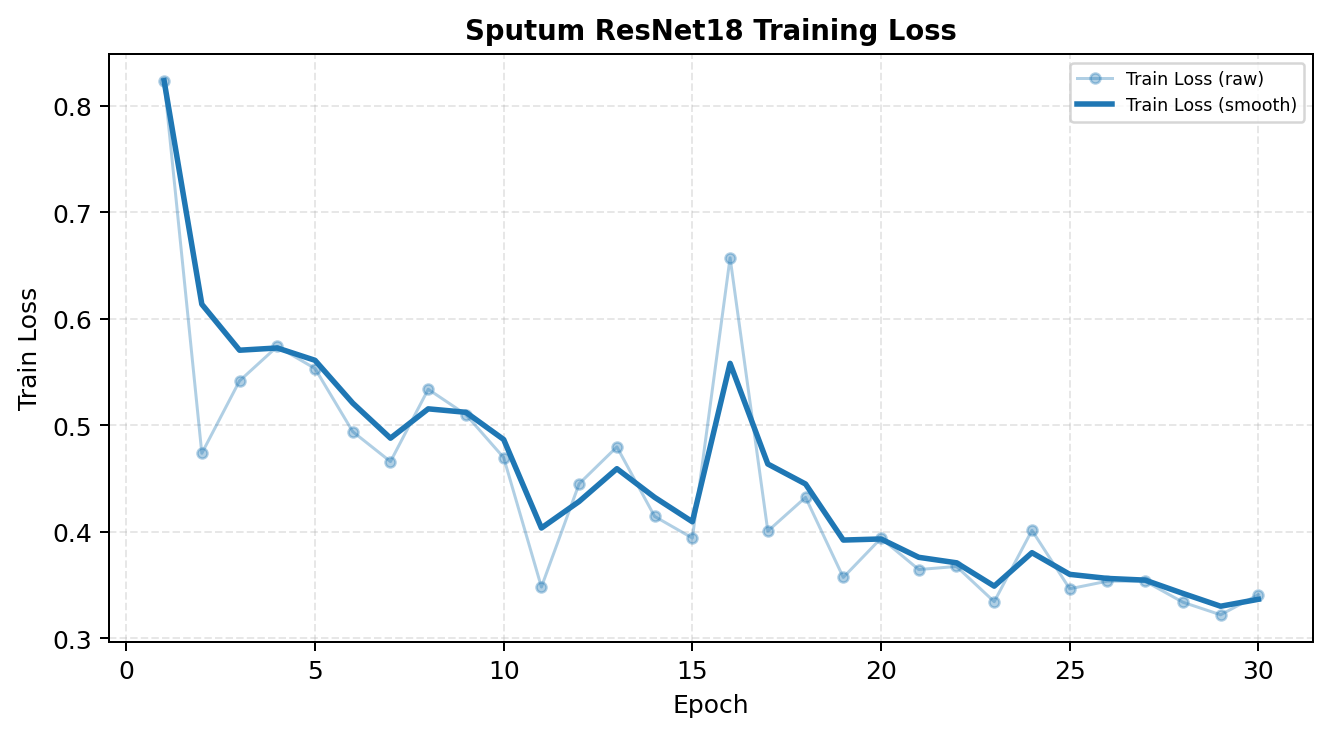 Sputum ResNet18 Training Loss
Train Loss (raw)
Train Loss (smooth)
Train Loss
0.8
0.7
0.6
0.5
0.4
0.3
0 5 10 15 20 25 30
Epoch